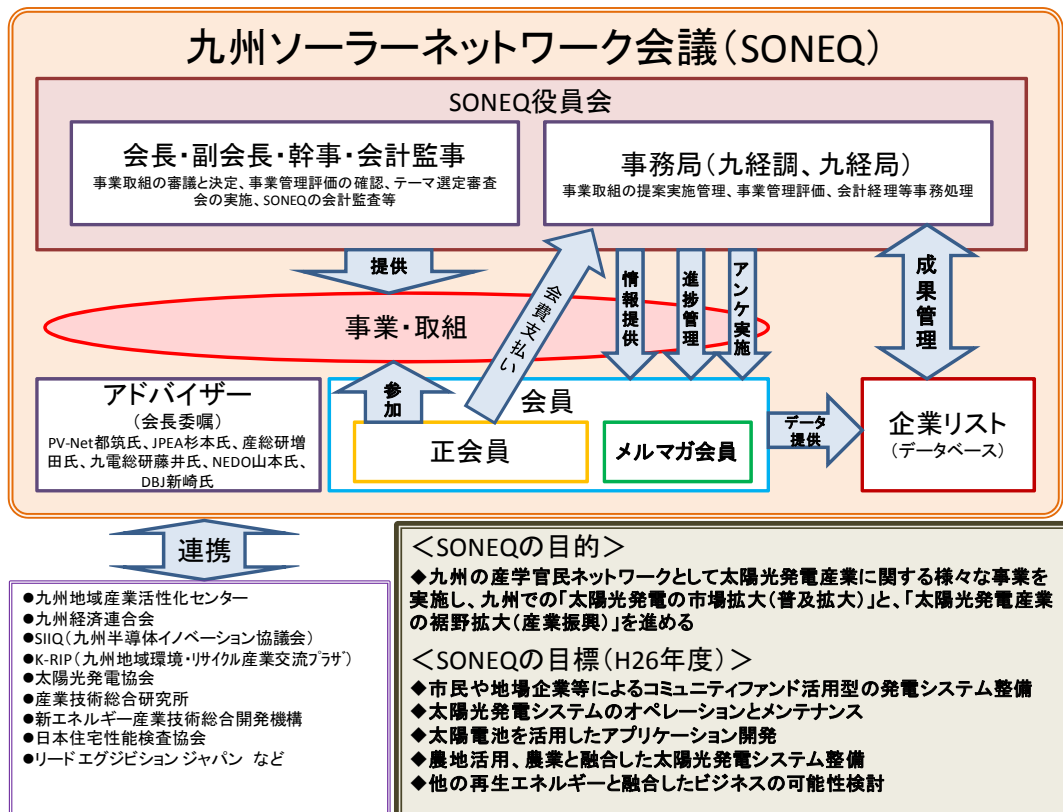 九州ソーラーネットワーク会議(SONEQ)
SONEQ役員会
会長・副会長・幹事・会計監事
事業取組の審議と決定、事業管理評価の確認、テーマ選定審査
会の実施、SONEQの会計監査等
事務局(九経調、九経局)
事業取組の提案実施管理、事業管理評価、会計経理等事務処理
提供
会費支払い
情報提供
進捗管理
アンケ実施
成果管理
事業・取組
アドバイザー
(会長委嘱)
PV-Net都筑氏、JPEA杉本氏、産総研増
田氏、九電総研藤井氏、NEDO山本氏、
DBJ新崎氏
参加
会員
正会員
メルマガ会員
データ
提供
企業リスト
(データベース)
連携
●九州地域産業活性化センター
●九州経済連合会
●SIIQ(九州半導体イノベーション協議会)
●K-RIP(九州地域環境・リサイクル産業交流プラザ)
●太陽光発電協会
●産業技術総合研究所
●新エネルギー産業技術総合開発機構
●日本住宅性能検査協会
●リード エグジビション ジャパン など
<SONEQの目的>
◆九州の産学官民ネットワークとして太陽光発電産業に関する様々な事業を
実施し、九州での「太陽光発電の市場拡大(普及拡大)」と、「太陽光発電産業
の裾野拡大(産業振興)」を進める
<SONEQの目標(H26年度)>
◆市民や地場企業等によるコミュニティファンド活用型の発電システム整備
◆太陽光発電システムのオペレーションとメンテナンス
◆太陽電池を活用したアプリケーション開発
◆農地活用、農業と融合した太陽光発電システム整備
◆他の再生エネルギーと融合したビジネスの可能性検討